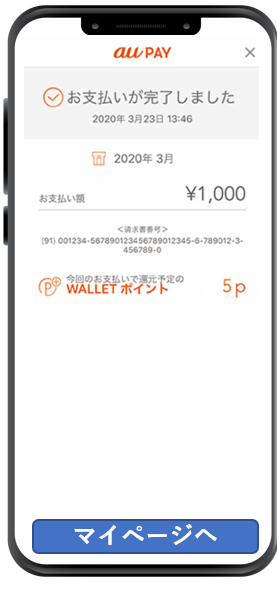 au PAY
×
お支払いが完了しました
2020年 3月23日 13:46
2020年 3月
お支払い額 ¥1,000
＜請求書番号＞
(91) 001234-567890123456789012345-6-789012-3-
456789-0
今回のお支払いで還元予定の
WALLET ポイント 5p
マイページへ